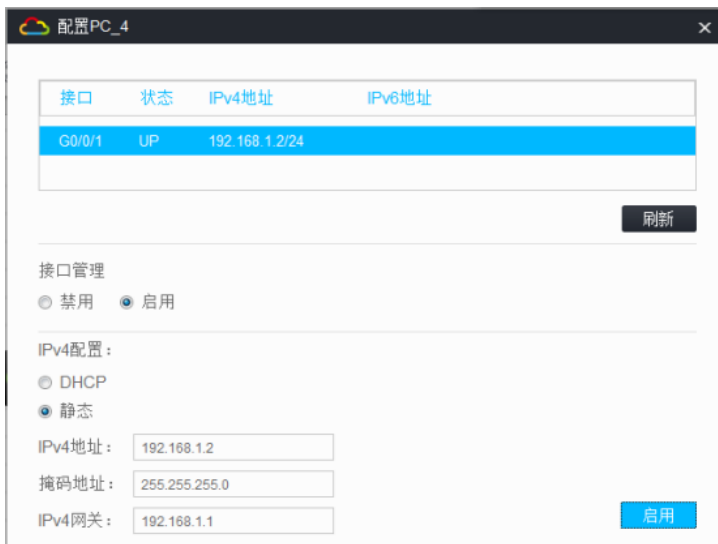 配置PC_4
接口 状态 IPv4地址 IPv6地址
G0/0/1 UP 192.168.1.2/24
刷新
接口管理
禁用 启用
IPv4配置：
DHCP
静态
IPv4地址： 192.168.1.2
掩码地址： 255.255.255.0
IPv4网关： 192.168.1.1
启用